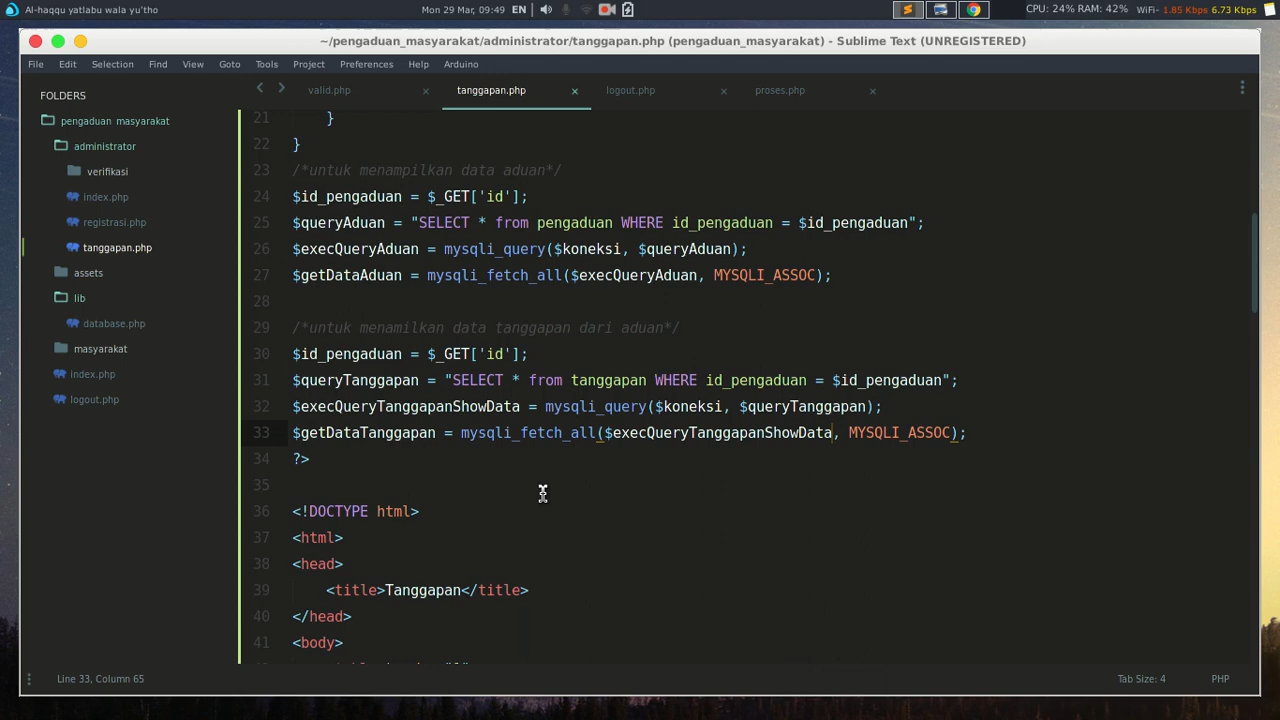 Al-haqqu yatlabu wala yu'tho
Mon 29 Mar, 09:49 EN
CPU: 24% RAM: 42% WiFi- 1.85 Kbps 6.73 Kbps
~/pengaduan_masyarakat/administrator/tanggapan.php (pengaduan_masyarakat) - Sublime Text (UNREGISTERED)
File Edit Selection Find View Goto Tools Project Preferences Help Arduino
FOLDERS
pengaduan masyarakat
administrator
verifikasi
index.php
registrasi.php
tanggapan.php
assets
lib
database.php
masyarakat
index.php
logout.php
valid.php × tanggapan.php × logout.php × proses.php ×
21 }
22 }
23 /*untuk menampilkan data aduan*/
24 $id_pengaduan = $_GET['id'];
25 $queryAduan = "SELECT * from pengaduan WHERE id_pengaduan = $id_pengaduan";
26 $execQueryAduan = mysqli_query($koneksi, $queryAduan);
27 $getDataAduan = mysqli_fetch_all($execQueryAduan, MYSQLI_ASSOC);
28
29 /*untuk menamilkan data tanggapan dari aduan*/
30 $id_pengaduan = $_GET['id'];
31 $queryTanggapan = "SELECT * from tanggapan WHERE id_pengaduan = $id_pengaduan";
32 $execQueryTanggapanShowData = mysqli_query($koneksi, $queryTanggapan);
33 $getDataTanggapan = mysqli_fetch_all($execQueryTanggapanShowData, MYSQLI_ASSOC);
34 ?>
35
36 <!DOCTYPE html>
37 <html>
38 <head>
39 <title>Tanggapan</title>
40 </head>
41 <body>
Line 33, Column 65
Tab Size: 4 PHP